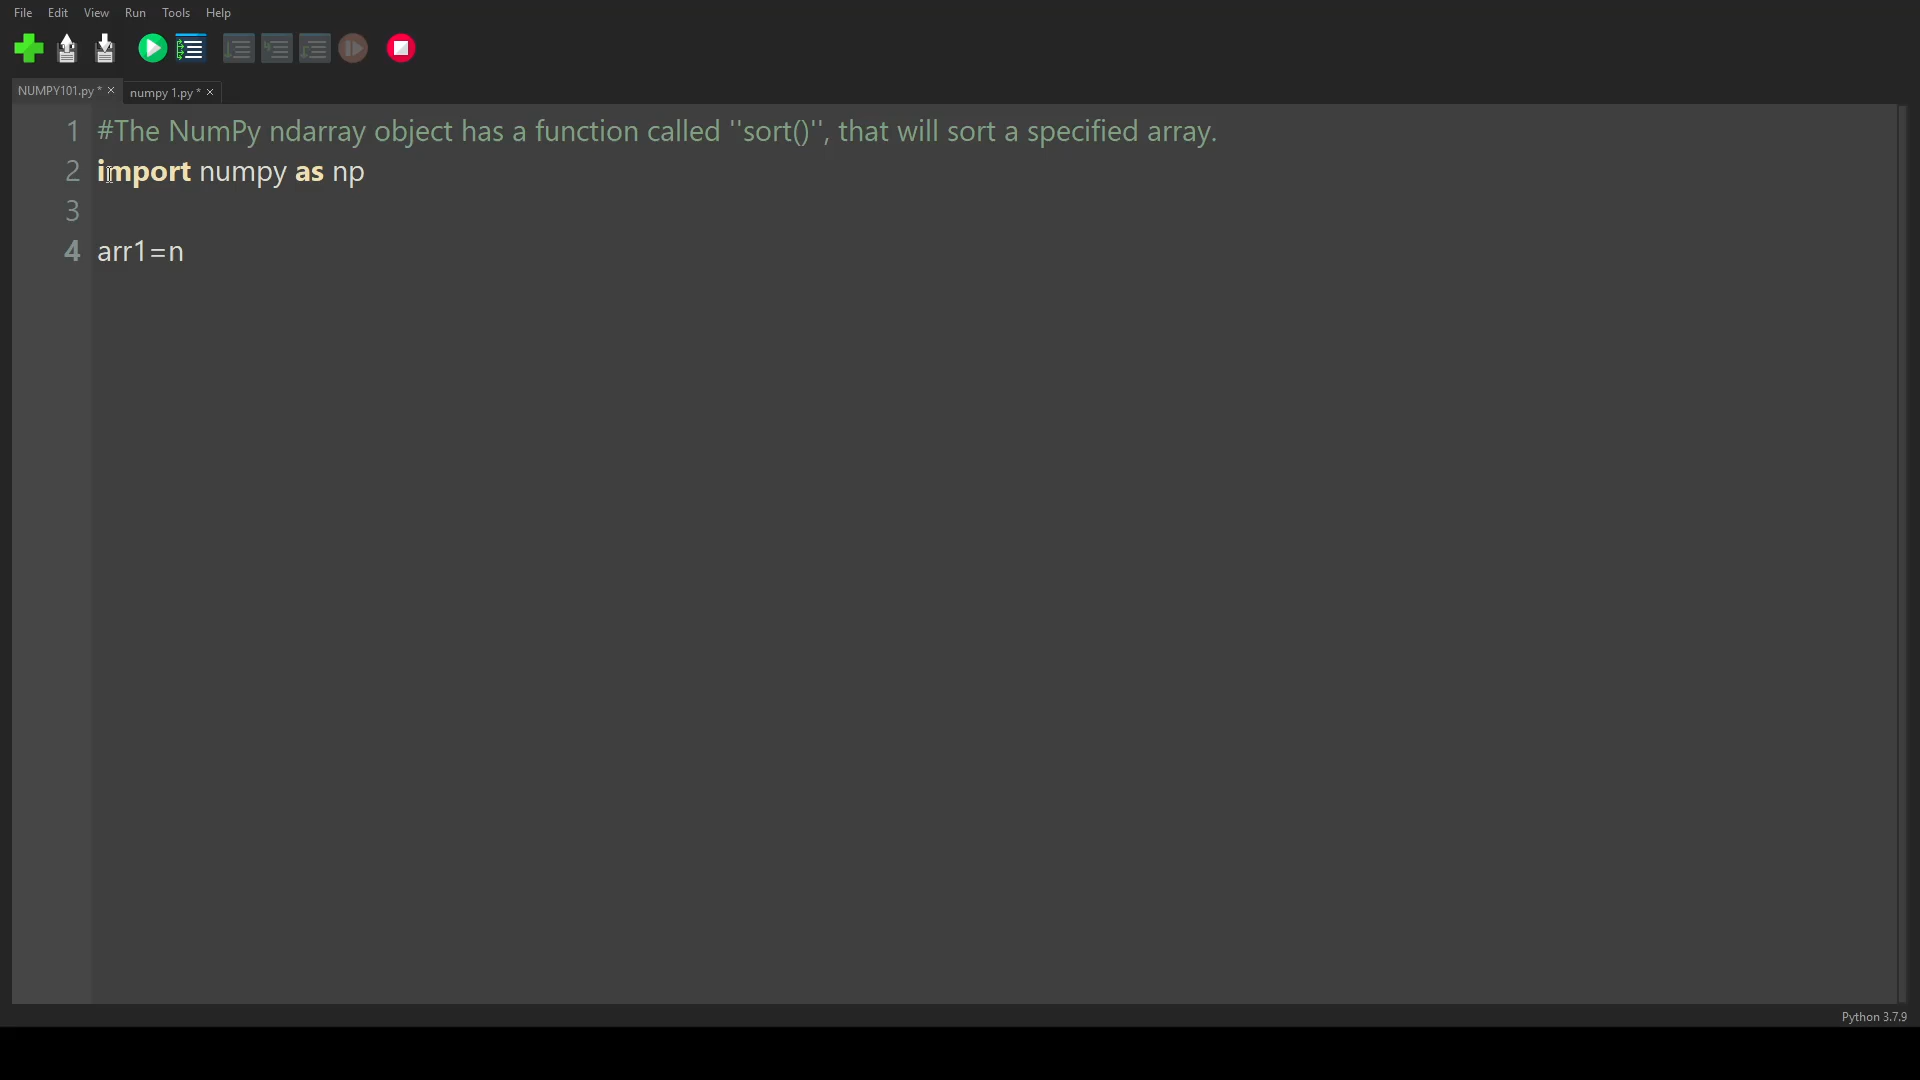 File Edit View Run Tools Help
NUMPY101.py * × numpy 1.py * ×
1 #The NumPy ndarray object has a function called ''sort()'', that will sort a specified array.
2 import numpy as np
3
4 arr1=n
Python 3.7.9